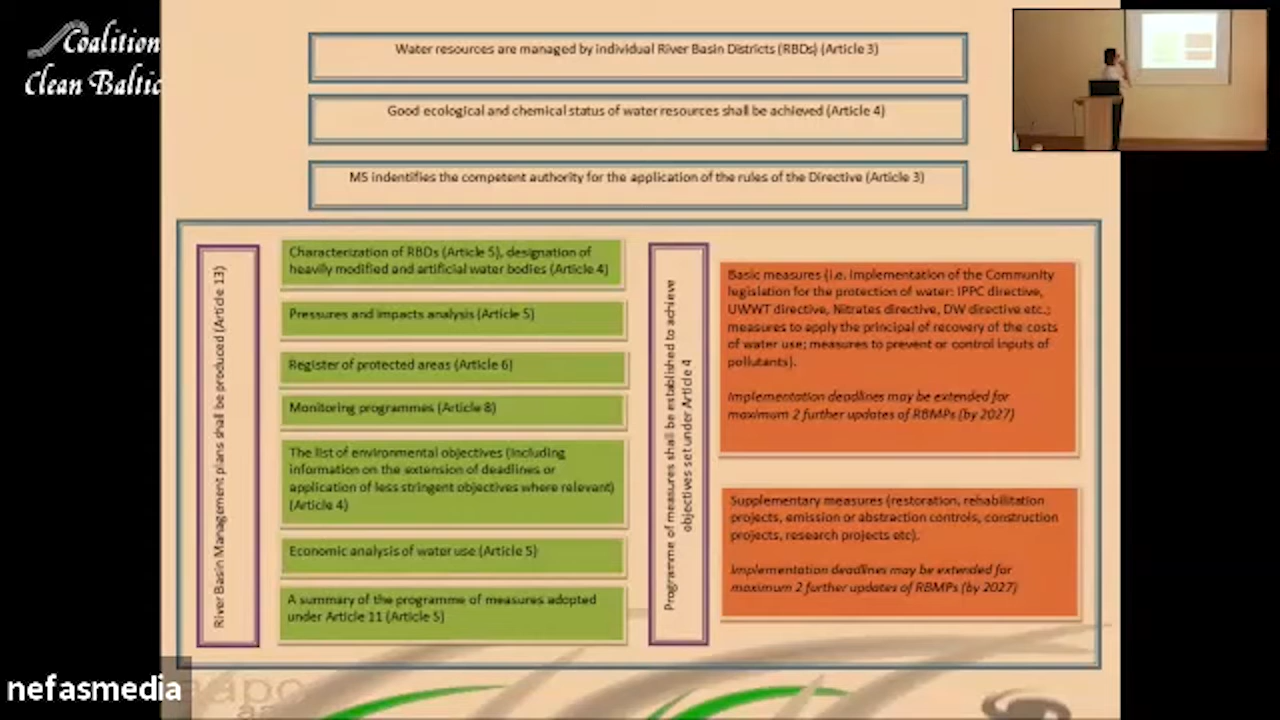 Coalition
Clean Baltic
Water resources are managed by individual River Basin Districts (RBDs) (Article 3)
Good ecological and chemical status of water resources shall be achieved (Article 4)
MS indentifies the competent authority for the application of the rules of the Directive (Article 3)
River Basin Management plans shall be produced (Article 13)
Characterization of RBDs (Article 5), designation of
heavily modified and artificial water bodies (Article 4)
Pressures and impacts analysis (Article 5)
Register of protected areas (Article 6)
Monitoring programmes (Article 8)
The list of environmental objectives (including
information on the extension of deadlines or
application of less stringent objectives where relevant)
(Article 4)
Economic analysis of water use (Article 5)
A summary of the programme of measures adopted
under Article 11 (Article 5)
Programme of measures shall be established to achieve
objectives set under Article 4
Basic measures (i.e. implementation of the Community
legislation for the protection of water: IPPC directive,
UWWT directive, Nitrates directive, DW directive etc.;
measures to apply the principal of recovery of the costs
of water use; measures to prevent or control inputs of
pollutants).
Implementation deadlines may be extended for
maximum 2 further updates of RBMPs (by 2027)
Supplementary measures (restoration, rehabilitation
projects, emission or abstraction controls, construction
projects, research projects etc).
Implementation deadlines may be extended for
maximum 2 further updates of RBMPs (by 2027)
nefasmedia